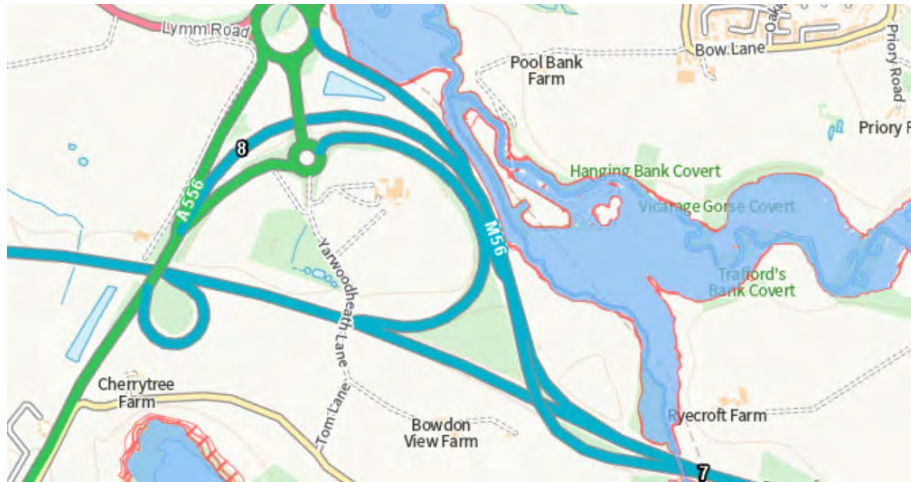 Lymm Road
Bow Lane
Priory Road
Pool Bank
Farm
8
Hanging Bank Covert
Vicarage Gorse Covert
A556
M56
Yarwoodheath Lane
Trafford's
Bank Covert
Cherrytree
Farm
Tom Lane
Bowdon
View Farm
Ryecroft Farm
7